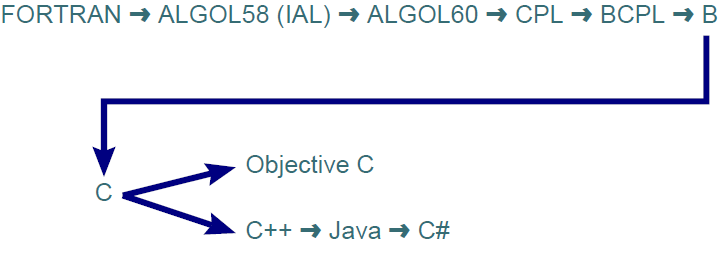 FORTRAN ➞ ALGOL58 (IAL) ➞ ALGOL60 ➞ CPL ➞ BCPL ➞ B
Objective C
C
C++ ➞ Java ➞ C#